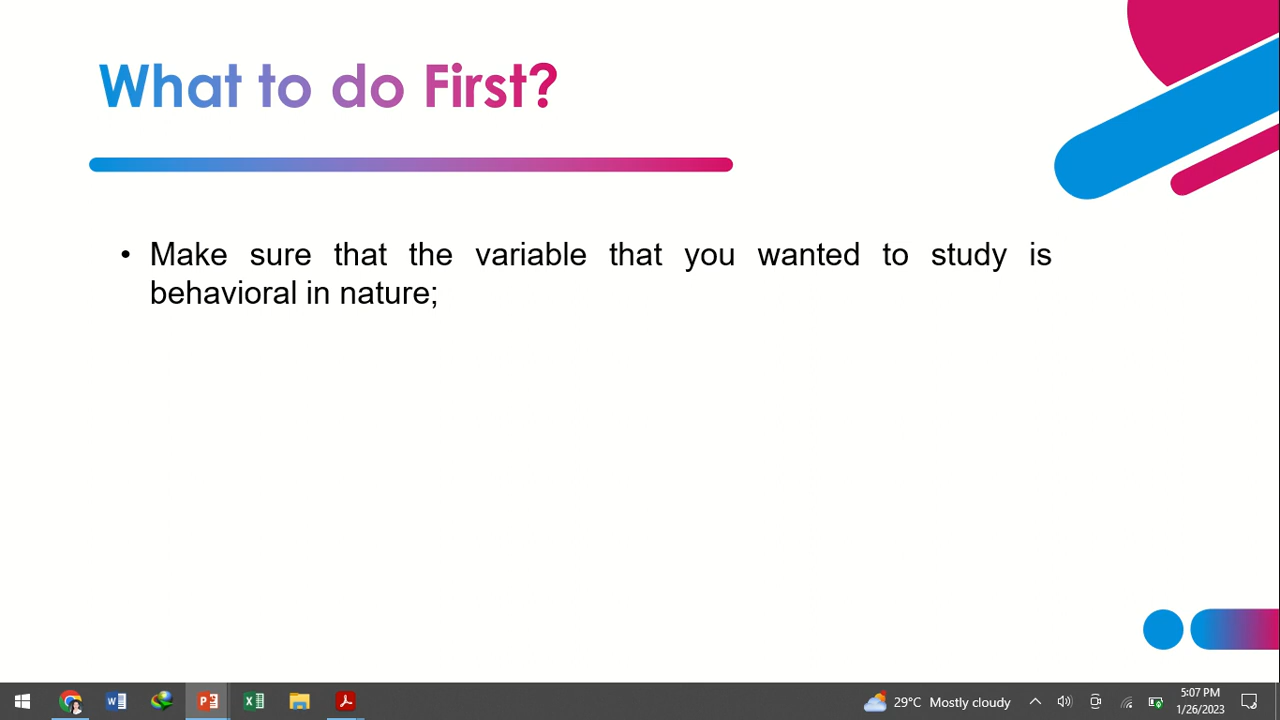 What to do First?
• Make sure that the variable that you wanted to study is
behavioral in nature;
29°C Mostly cloudy
5:07 PM
1/26/2023